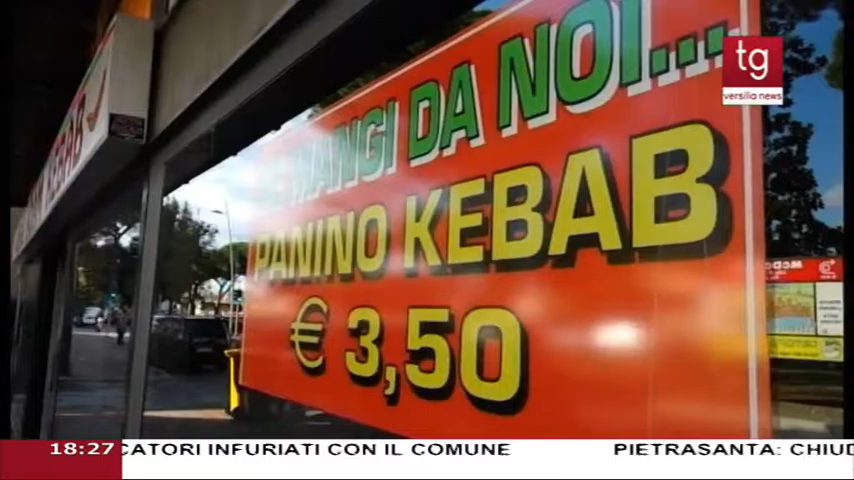 tg
versilia news
KEBAB
MANGI DA NOI...
PANINO KEBAB
€ 3,50
18:27
CATORI INFURIATI CON IL COMUNE PIETRASANTA: CHIUD